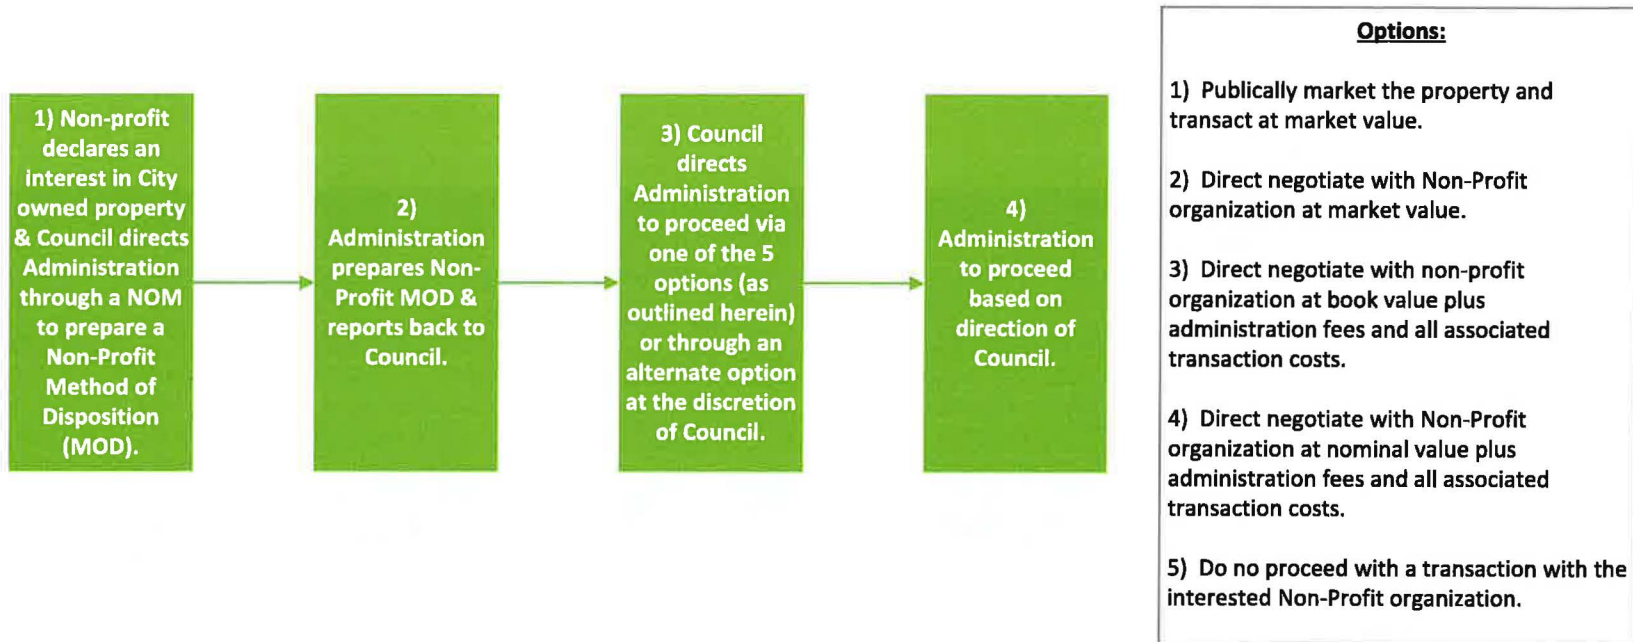 1) Non-profit
declares an
interest in City
owned property
& Council directs
Administration
through a NOM
to prepare a
Non-Profit
Method of
Disposition
(MOD).
2)
Administration
prepares Non-
Profit MOD &
reports back to
Council.
3) Council
directs
Administration
to proceed via
one of the 5
options (as
outlined herein)
or through an
alternate option
at the discretion
of Council.
4)
Administration
to proceed
based on
direction of
Council.
Options:
1) Publically market the property and
transact at market value.
2) Direct negotiate with Non-Profit
organization at market value.
3) Direct negotiate with non-profit
organization at book value plus
administration fees and all associated
transaction costs.
4) Direct negotiate with Non-Profit
organization at nominal value plus
administration fees and all associated
transaction costs.
5) Do no proceed with a transaction with the
interested Non-Profit organization.